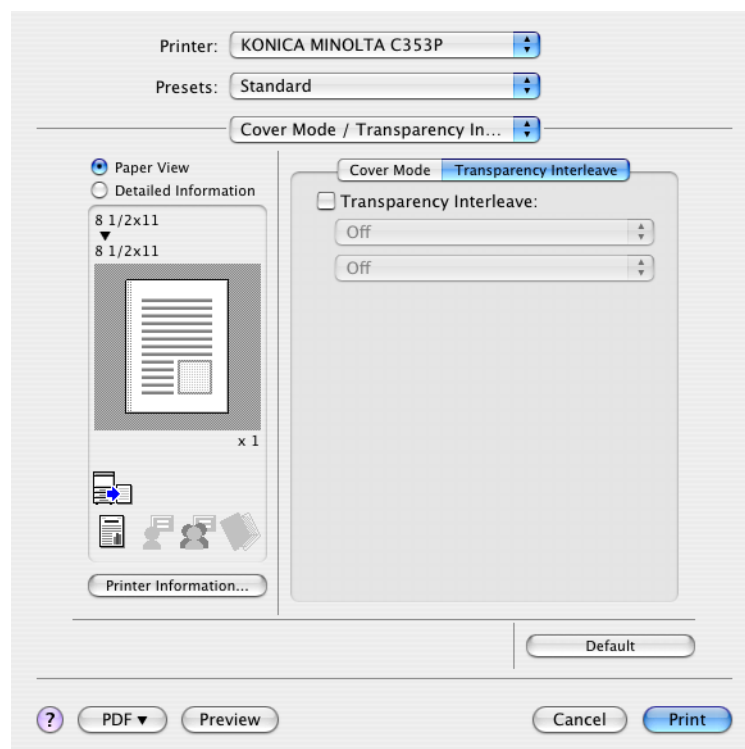 Printer: KONICA MINOLTA C353P
Presets: Standard
Cover Mode / Transparency In...
Paper View
Detailed Information
8 1/2x11
8 1/2x11
x 1
Printer Information...
Cover Mode Transparency Interleave
Transparency Interleave:
Off
Off
Default
? PDF▼ Preview Cancel Print